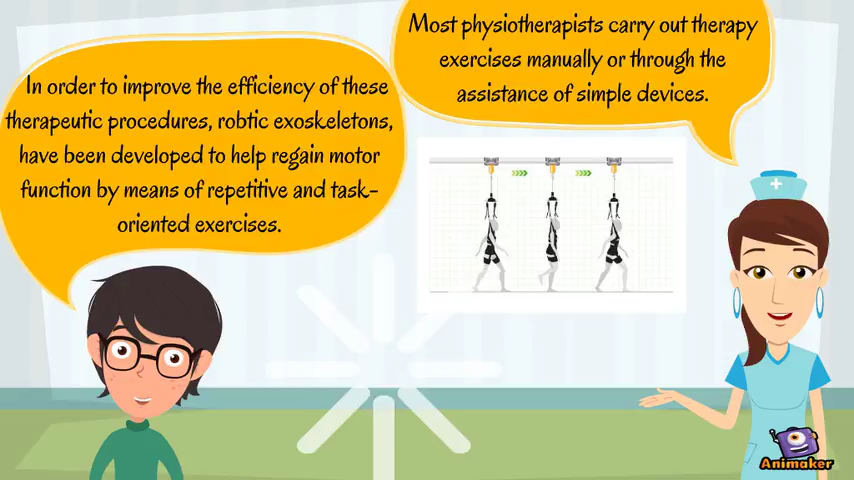 Most physiotherapists carry out therapy
exercises manually or through the
assistance of simple devices.
In order to improve the efficiency of these
therapeutic procedures, robtic exoskeletons,
have been developed to help regain motor
function by means of repetitive and task-
oriented exercises.
Animaker